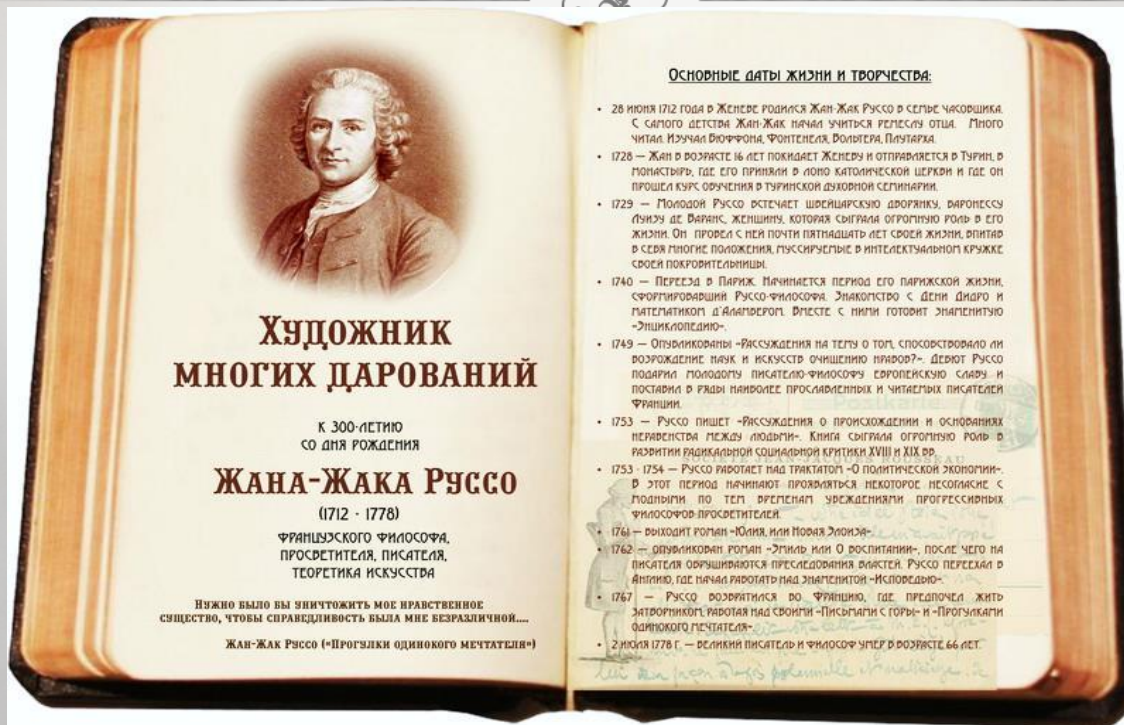 Художник
многих дарований
к 300-летию
со дня рождения
Жана-Жака Руссо
(1712 - 1778)
французского философа,
просветителя, писателя,
теоретика искусства
Нужно было бы уничтожить мое нравственное
существо, чтобы справедливость была мне безразличной....
Жан-Жак Руссо («Прогулки одинокого мечтателя»)
Основные даты жизни и творчества:
• 28 июня 1712 года в Женеве родился Жан-Жак Руссо в семье часовщика.
С самого детства Жан-Жак начал учиться ремеслу отца. Много
читал. Изучал Бюффона, Фонтенеля, Вольтера, Плутарха.
• 1728 — Жан в возрасте 16 лет покидает Женеву и отправляется в Турин, в
монастырь, где его приняли в лоно католической церкви и где он
прошел курс обучения в туринской духовной семинарии.
• 1729 — Молодой Руссо встечает швейцарскую дворянку, баронессу
Луизу де Варанс, женщину, которая сыграла огромную роль в его
жизни. Он провел с ней почти пятнадцать лет своей жизни, впитав
в себя многие положения, муссируемые в интелектуальном кружке
своей покровительницы.
• 1740 — Переезд в Париж. Начинается период его парижской жизни,
сформировавший Руссо-философа. Знакомство с Дени Дидро и
математиком д'Аламбером. Вместе с ними готовит знаменитую
«Энциклопедию».
• 1749 — Опубликованы «Рассуждения на тему о том, способствовало ли
возрождение наук и искусств очищению нравов?». Дебют Руссо
подарил молодому писателю-философу европейскую славу и
поставил в ряды наиболее прославленных и читаемых писателей
Франции.
• 1753 — Руссо пишет «Рассуждения о происхождении и основаниях
неравенства между людьми». Книга сыграла огромную роль в
развитии радикальной социальной критики XVIII и XIX вв.
• 1753 - 1754 — Руссо работает над трактатом «О политической экономии».
В этот период начинают проявляться некоторое несогласие с
модными по тем временам убеждениями прогрессивных
философов-просветителей.
• 1761 — выходит роман «Юлия, или Новая Элоиза».
• 1762 — опубликован роман «Эмиль или О воспитании», после чего на
писателя обрушиваются преследования властей. Руссо переехал в
Англию, где начал работать над знаменитой «Исповедью».
• 1767 — Руссо возвратился во Францию, где предпочел жить
затворником, работая над своими «Письмами с горы» и «Прогулками
одинокого мечтателя».
• 2 июля 1778 г. — великий писатель и философ умер в возрасте 66 лет.
Postkarte
SOCIÉTÉ JEAN-JACQUES ROUSSEAU